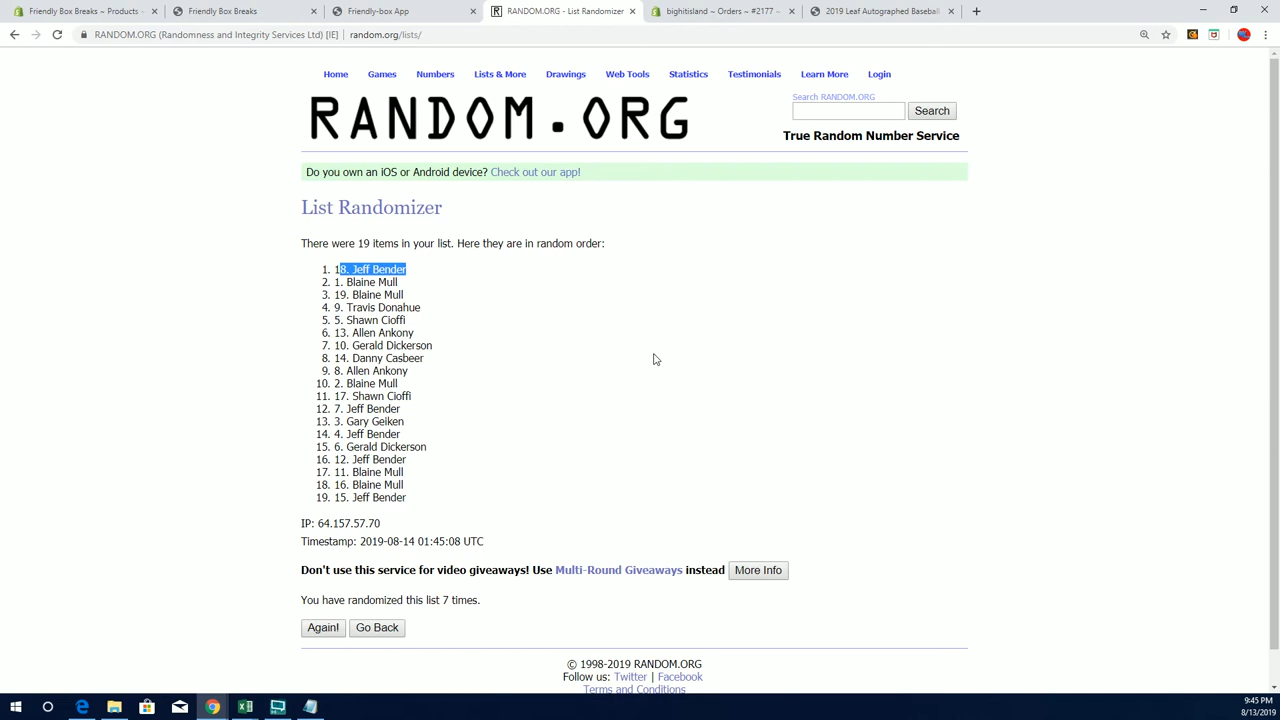 Friendly Box Breaks ~ Products -
Friendly Box Breaks
Friendly-box App
RANDOM.ORG - List Randomizer
bighitisland ~ Orders ~ #2177 ~
2019 Leaf Autographed Baseball
RANDOM.ORG (Randomness and Integrity Services Ltd) [IE] | random.org/lists/
Home Games Numbers Lists & More Drawings Web Tools Statistics Testimonials Learn More Login
RANDOM.ORG
Search RANDOM.ORG
Search
True Random Number Service
Do you own an iOS or Android device? Check out our app!
List Randomizer
There were 19 items in your list. Here they are in random order:
1. 18. Jeff Bender
2. 1. Blaine Mull
3. 19. Blaine Mull
4. 9. Travis Donahue
5. 5. Shawn Cioffi
6. 13. Allen Ankony
7. 10. Gerald Dickerson
8. 14. Danny Casbeer
9. 8. Allen Ankony
10. 2. Blaine Mull
11. 17. Shawn Cioffi
12. 7. Jeff Bender
13. 3. Gary Geiken
14. 4. Jeff Bender
15. 6. Gerald Dickerson
16. 12. Jeff Bender
17. 11. Blaine Mull
18. 16. Blaine Mull
19. 15. Jeff Bender
IP: 64.157.57.70
Timestamp: 2019-08-14 01:45:08 UTC
Don't use this service for video giveaways! Use Multi-Round Giveaways instead More Info
You have randomized this list 7 times.
Again! Go Back
© 1998-2019 RANDOM.ORG
Follow us: Twitter | Facebook
Terms and Conditions
9:45 PM
8/13/2019